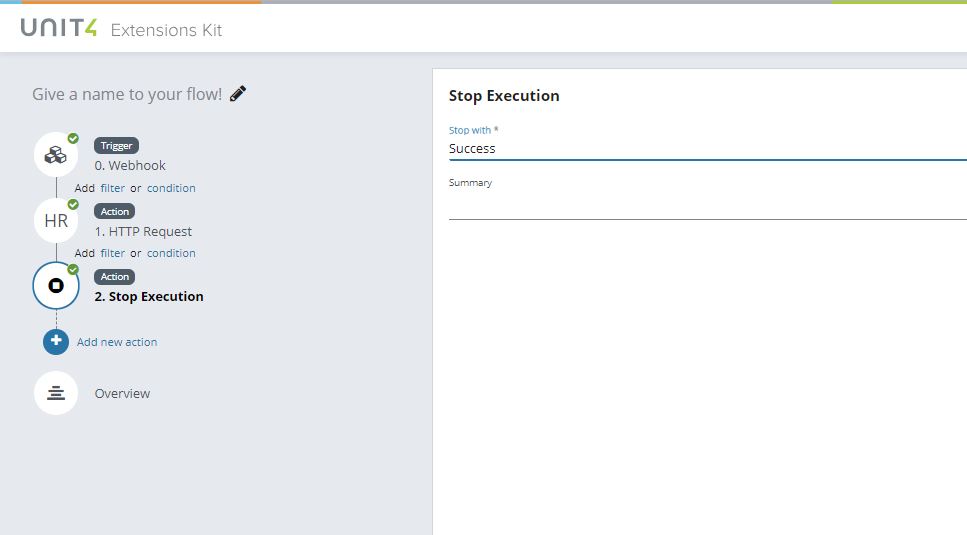 UNIT4 Extensions Kit
Give a name to your flow!
Trigger
0. Webhook
Add filter or condition
HR
Action
1. HTTP Request
Add filter or condition
Action
2. Stop Execution
Add new action
Overview
Stop Execution
Stop with *
Success
Summary